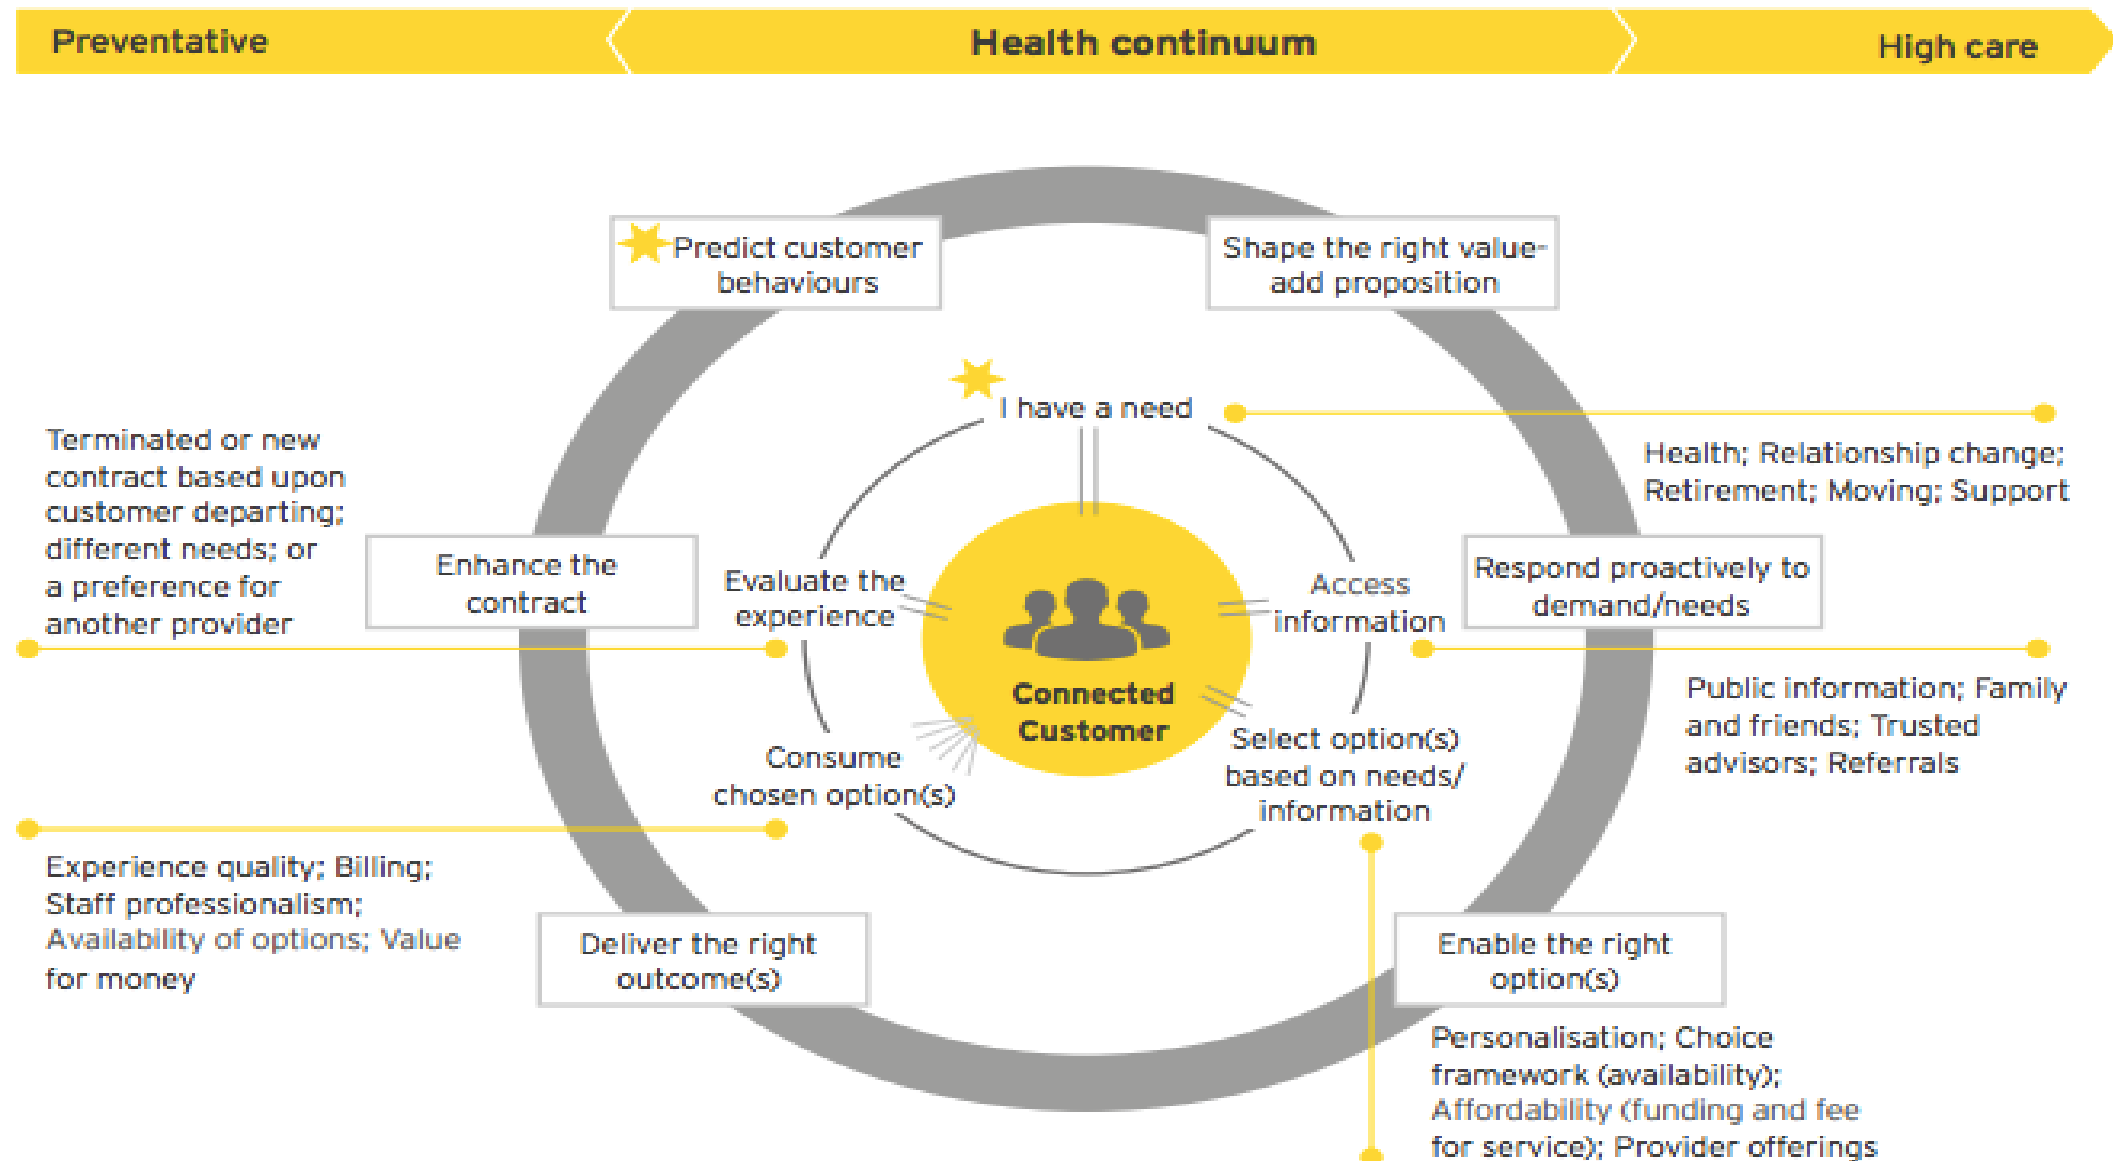 Preventative
Health continuum
High care
Predict customer
behaviours
Shape the right value-
add proposition
I have a need
Health; Relationship change;
Retirement; Moving; Support
Terminated or new
contract based upon
customer departing;
different needs; or
a preference for
another provider
Enhance the
contract
Evaluate the
experience
Access
information
Respond proactively to
demand/needs
Connected
Customer
Public information; Family
and friends; Trusted
advisors; Referrals
Consume
chosen option(s)
Select option(s)
based on needs/
information
Experience quality; Billing;
Staff professionalism;
Availability of options; Value
for money
Deliver the right
outcome(s)
Enable the right
option(s)
Personalisation; Choice
framework (availability);
Affordability (funding and fee
for service); Provider offerings